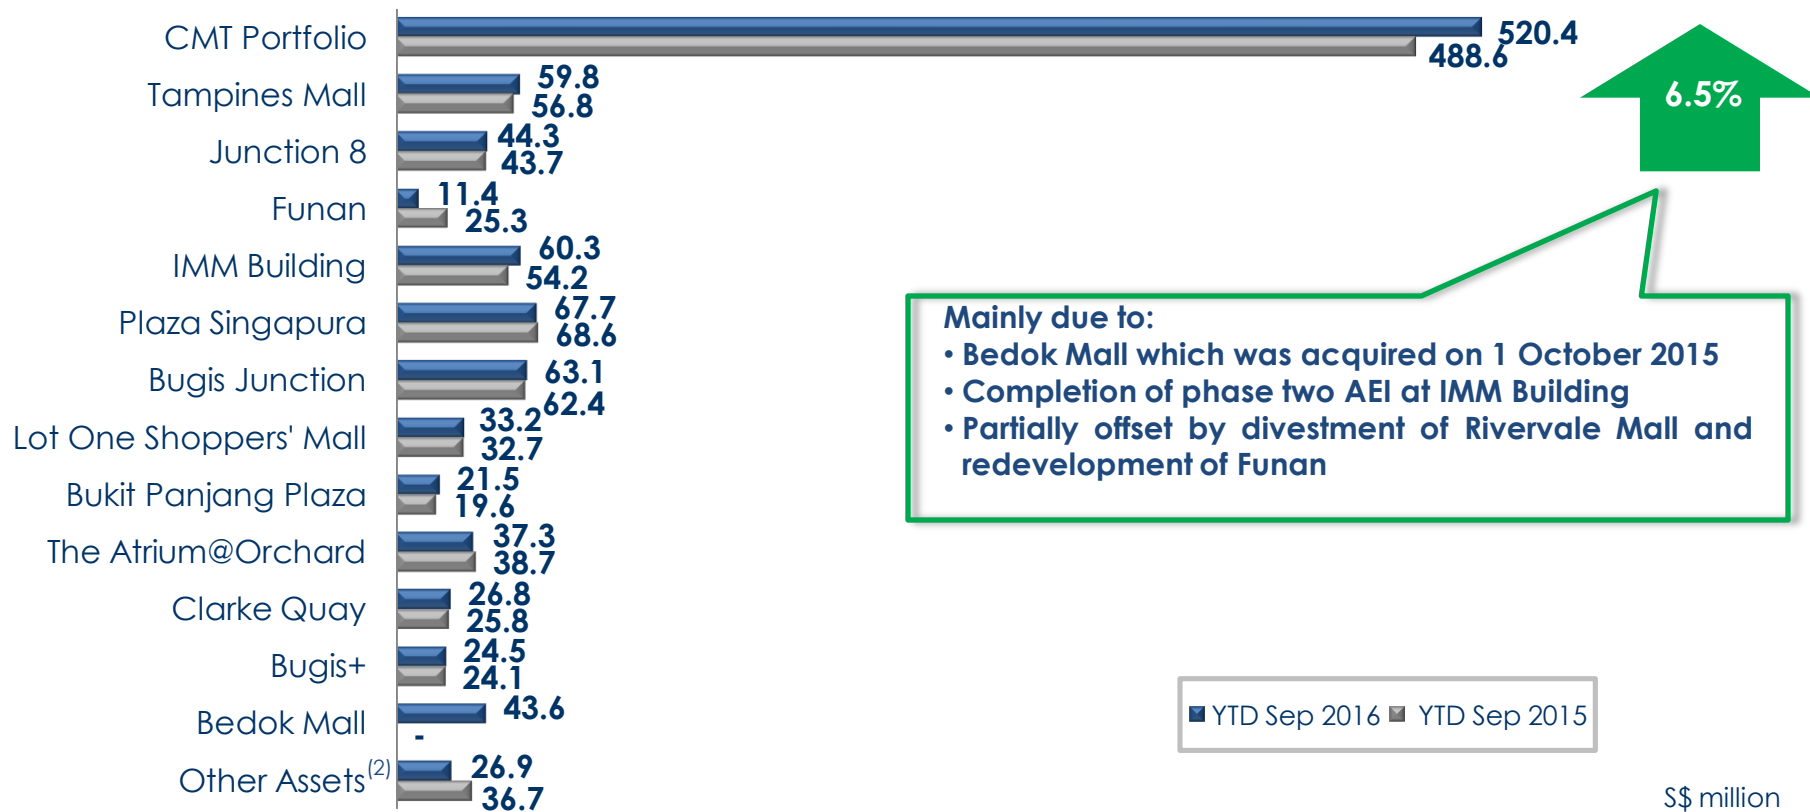 CMT Portfolio 520.4
488.6
6.5%
Tampines Mall 59.8
56.8
Junction 8 44.3
43.7
Funan 11.4
25.3
IMM Building 60.3
54.2
Plaza Singapura 67.7
68.6
Bugis Junction 63.1
62.4
Lot One Shoppers' Mall 33.2
32.7
Bukit Panjang Plaza 21.5
19.6
The Atrium@Orchard 37.3
38.7
Clarke Quay 26.8
25.8
Bugis+ 24.5
24.1
Bedok Mall 43.6
-
Other Assets(2) 26.9
36.7
Mainly due to:
• Bedok Mall which was acquired on 1 October 2015
• Completion of phase two AEI at IMM Building
• Partially offset by divestment of Rivervale Mall and
redevelopment of Funan
YTD Sep 2016 YTD Sep 2015
S$ million